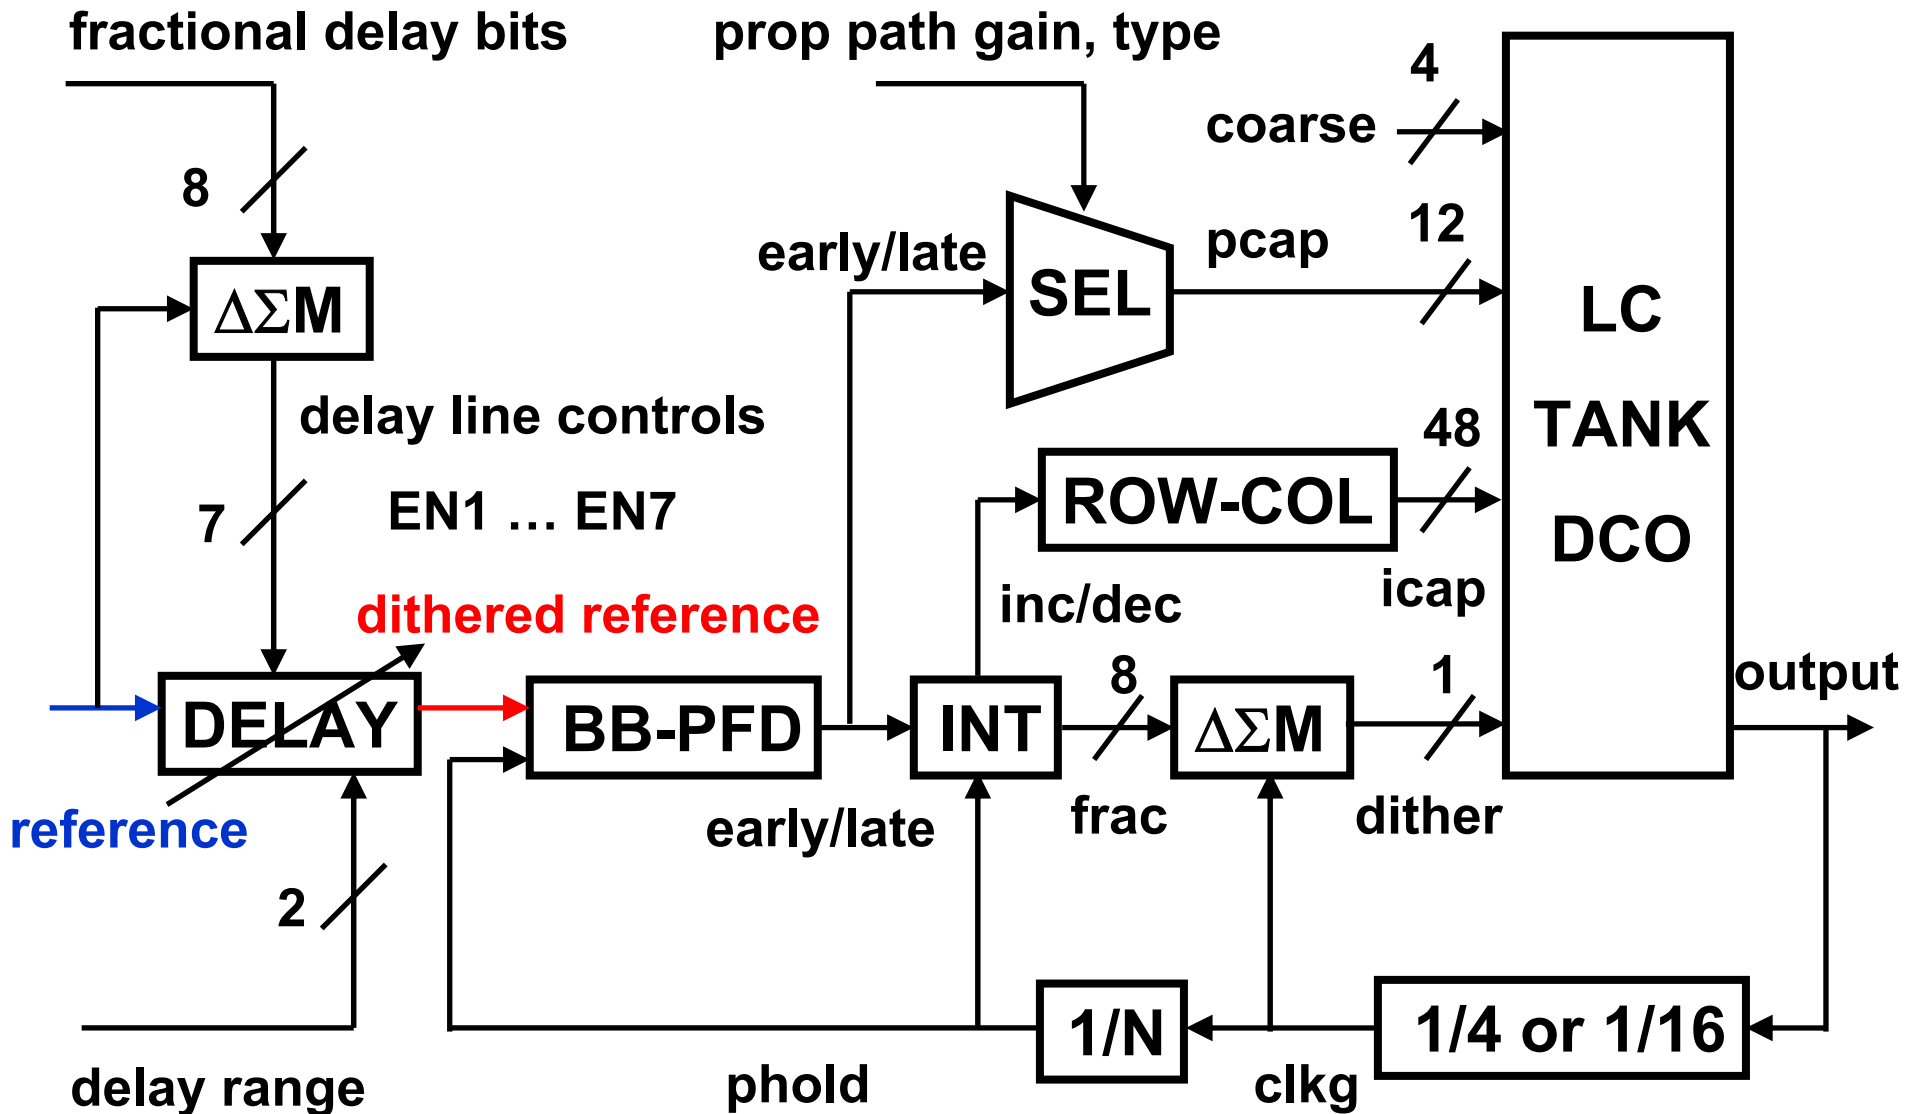 fractional delay bits
prop path gain, type
4
coarse
8
12
early/late
pcap
SEL
ΔΣM
LC
TANK
DCO
delay line controls
48
7
EN1 … EN7
ROW-COL
inc/dec
icap
dithered reference
8
1
output
DELAY
BB-PFD
INT
ΔΣM
reference
early/late
frac
dither
2
1/N
1/4 or 1/16
delay range
phold
clkg